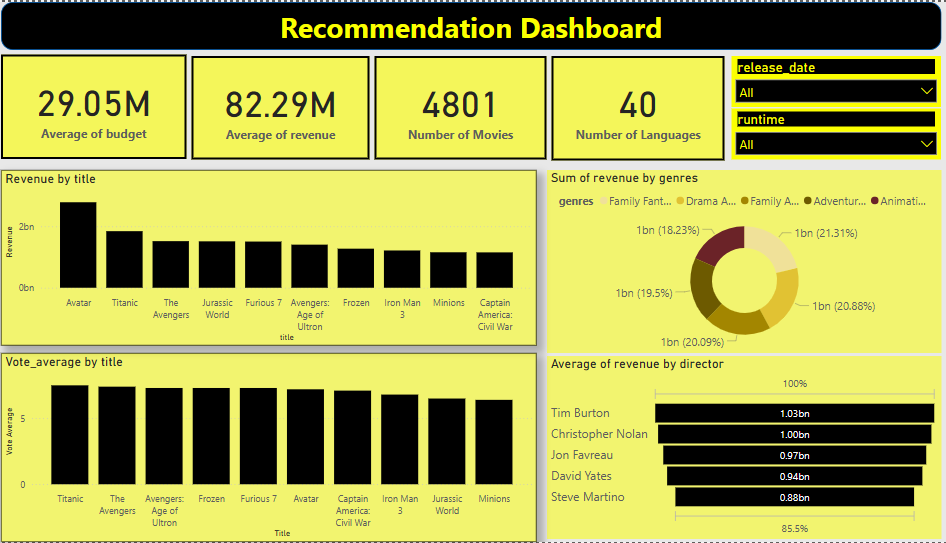 Recommendation Dashboard
29.05M
Average of budget
82.29M
Average of revenue
4801
Number of Movies
40
Number of Languages
release_date
All
runtime
All
Revenue by title
Revenue
2bn
0bn
Avatar
Titanic
The
Avengers
Jurassic
World
Furious 7
Avengers:
Age of
Ultron
Frozen
Iron Man
3
Minions
Captain
America:
Civil War
title
Sum of revenue by genres
genres
Family Fant...
Drama A...
Family A...
Adventur...
Animati...
1bn (18.23%)
1bn (21.31%)
1bn (19.5%)
1bn (20.88%)
1bn (20.09%)
Vote_average by title
Vote Average
5
0
Titanic
The
Avengers
Avengers:
Age of
Ultron
Frozen
Furious 7
Avatar
Captain
America:
Civil War
Iron Man
3
Jurassic
World
Minions
Title
Average of revenue by director
100%
Tim Burton
1.03bn
Christopher Nolan
1.00bn
Jon Favreau
0.97bn
David Yates
0.94bn
Steve Martino
0.88bn
85.5%